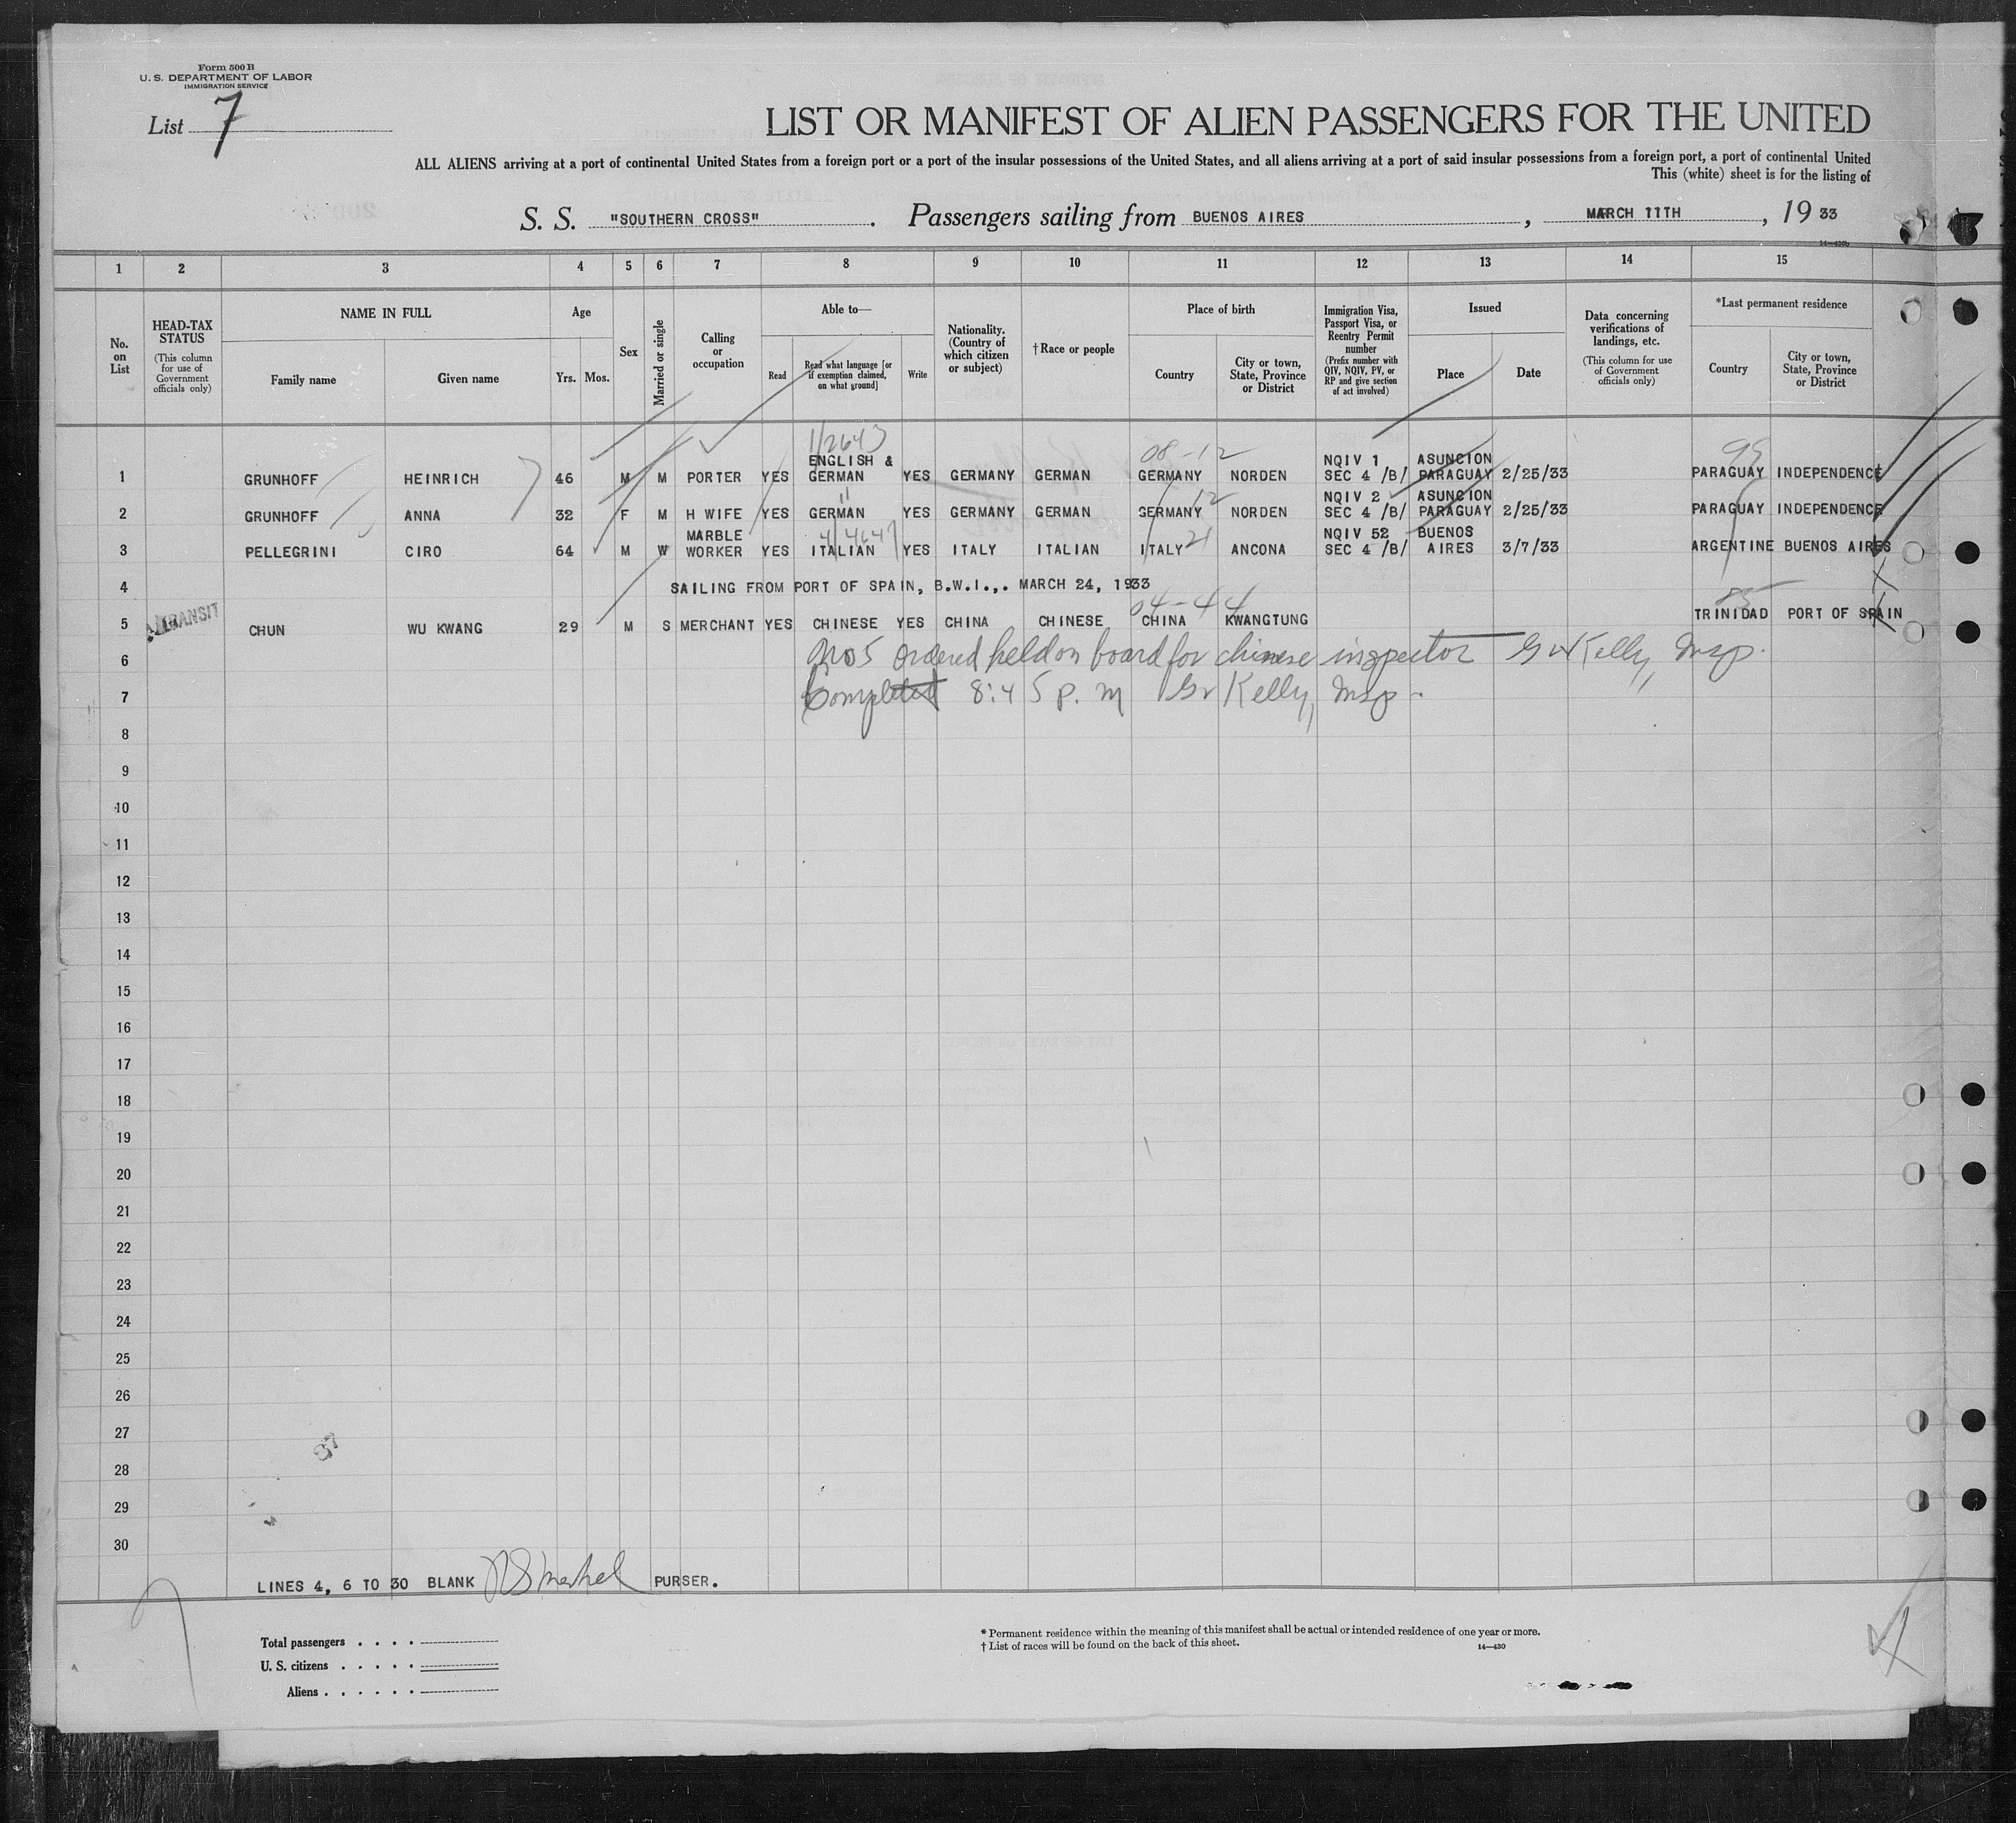 Form 500 B
U. S. DEPARTMENT OF LABOR
IMMIGRATION SERVICE
List 7
LIST OR MANIFEST OF ALIEN PASSENGERS FOR THE UNITED
ALL ALIENS arriving at a port of continental United States from a foreign port or a port of the insular possessions of the United States, and all aliens arriving at a port of said insular possessions from a foreign port, a port of continental United
This (white) sheet is for the listing of
S. S. "SOUTHERN CROSS". Passengers sailing from BUENOS AIRES, MARCH 11TH, 19 33
1 2 3 4 5 6 7 8 9 10 11 12 13 14 15
No. on List
HEAD-TAX STATUS (This column for use of Government officials only)
NAME IN FULL
Family name
Given name
Age
Yrs. Mos.
Sex
Married or single
Calling or occupation
Able to—
Read
Read what language [or if exemption claimed, on what ground]
Write
Nationality. (Country of which citizen or subject)
†Race or people
Place of birth
Country
City or town, State, Province or District
Immigration Visa, Passport Visa, or Reentry Permit number (Prefix number with QIV, NQIV, PV, or RP and give section of act involved)
Issued
Place
Date
Data concerning verifications of landings, etc. (This column for use of Government officials only)
*Last permanent residence
Country
City or town, State, Province or District
08-12
ENGLISH & NQIV 1 ASUNCION
1 GRUNHOFF HEINRICH 46 M M PORTER YES GERMAN YES GERMANY GERMAN GERMANY NORDEN SEC 4 /B/ PARAGUAY 2/25/33 PARAGUAY INDEPENDENCE
" 12 NQIV 2 ASUNCION
2 GRUNHOFF ANNA 32 F M H WIFE YES GERMAN YES GERMANY GERMAN GERMANY NORDEN SEC 4 /B/ PARAGUAY 2/25/33 PARAGUAY INDEPENDENCE
MARBLE NQIV 52 BUENOS
3 PELLEGRINI CIRO 64 M W WORKER YES ITALIAN YES ITALY ITALIAN ITALY 21 ANCONA SEC 4 /B/ AIRES 3/7/33 ARGENTINE BUENOS AIRES
4 SAILING FROM PORT OF SPAIN, B.W.I.,. MARCH 24, 1933
04-44
5 TRANSIT CHUN WU KWANG 29 M S MERCHANT YES CHINESE YES CHINA CHINESE CHINA KWANGTUNG TRINIDAD PORT OF SPAIN
6 No 5 ordered held on board for chinese inspector G W Kelly, Insp.
7 Completed 8:45 p. m Gw Kelly, Insp.
8
9
10
11
12
13
14
15
16
17
18
19
20
21
22
23
24
25
26
27
28
29
30
LINES 4, 6 TO 30 BLANK PURSER.
Total passengers . . . .
U. S. citizens . . . . .
Aliens . . . . . .
* Permanent residence within the meaning of this manifest shall be actual or intended residence of one year or more.
† List of races will be found on the back of this sheet.
14—430